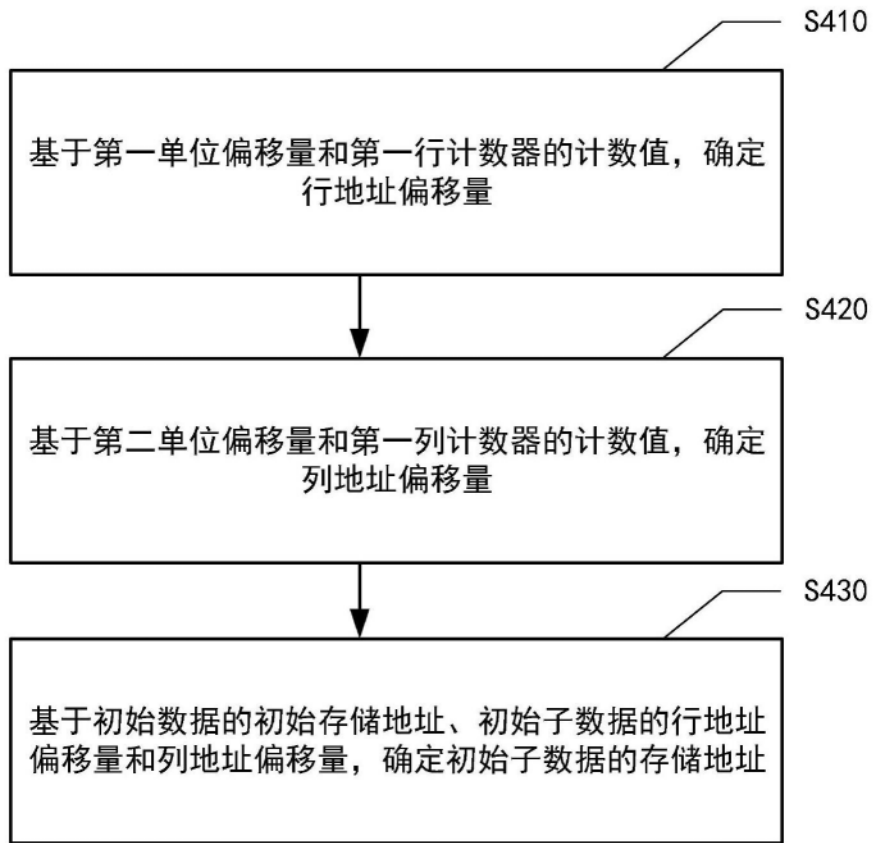 S410
基于第一单位偏移量和第一行计数器的计数值，确定
行地址偏移量
S420
基于第二单位偏移量和第一列计数器的计数值，确定
列地址偏移量
S430
基于初始数据的初始存储地址、初始子数据的行地址
偏移量和列地址偏移量，确定初始子数据的存储地址